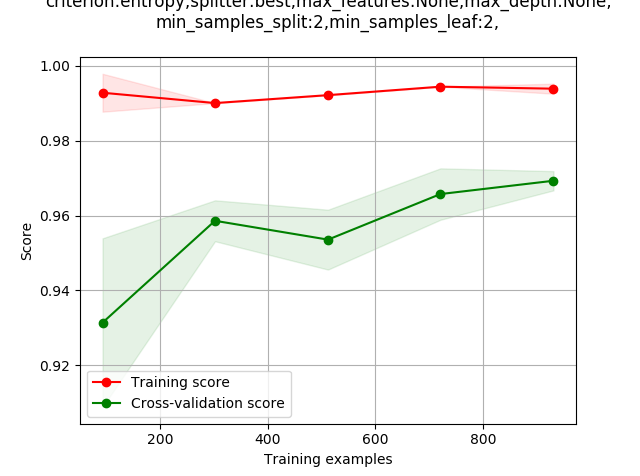 criterion:entropy,splitter:best,max_features:None,max_depth:None,
min_samples_split:2,min_samples_leaf:2,
1.00
0.98
0.96
0.94
0.92
Score
Training score
Cross-validation score
200
400
600
800
Training examples